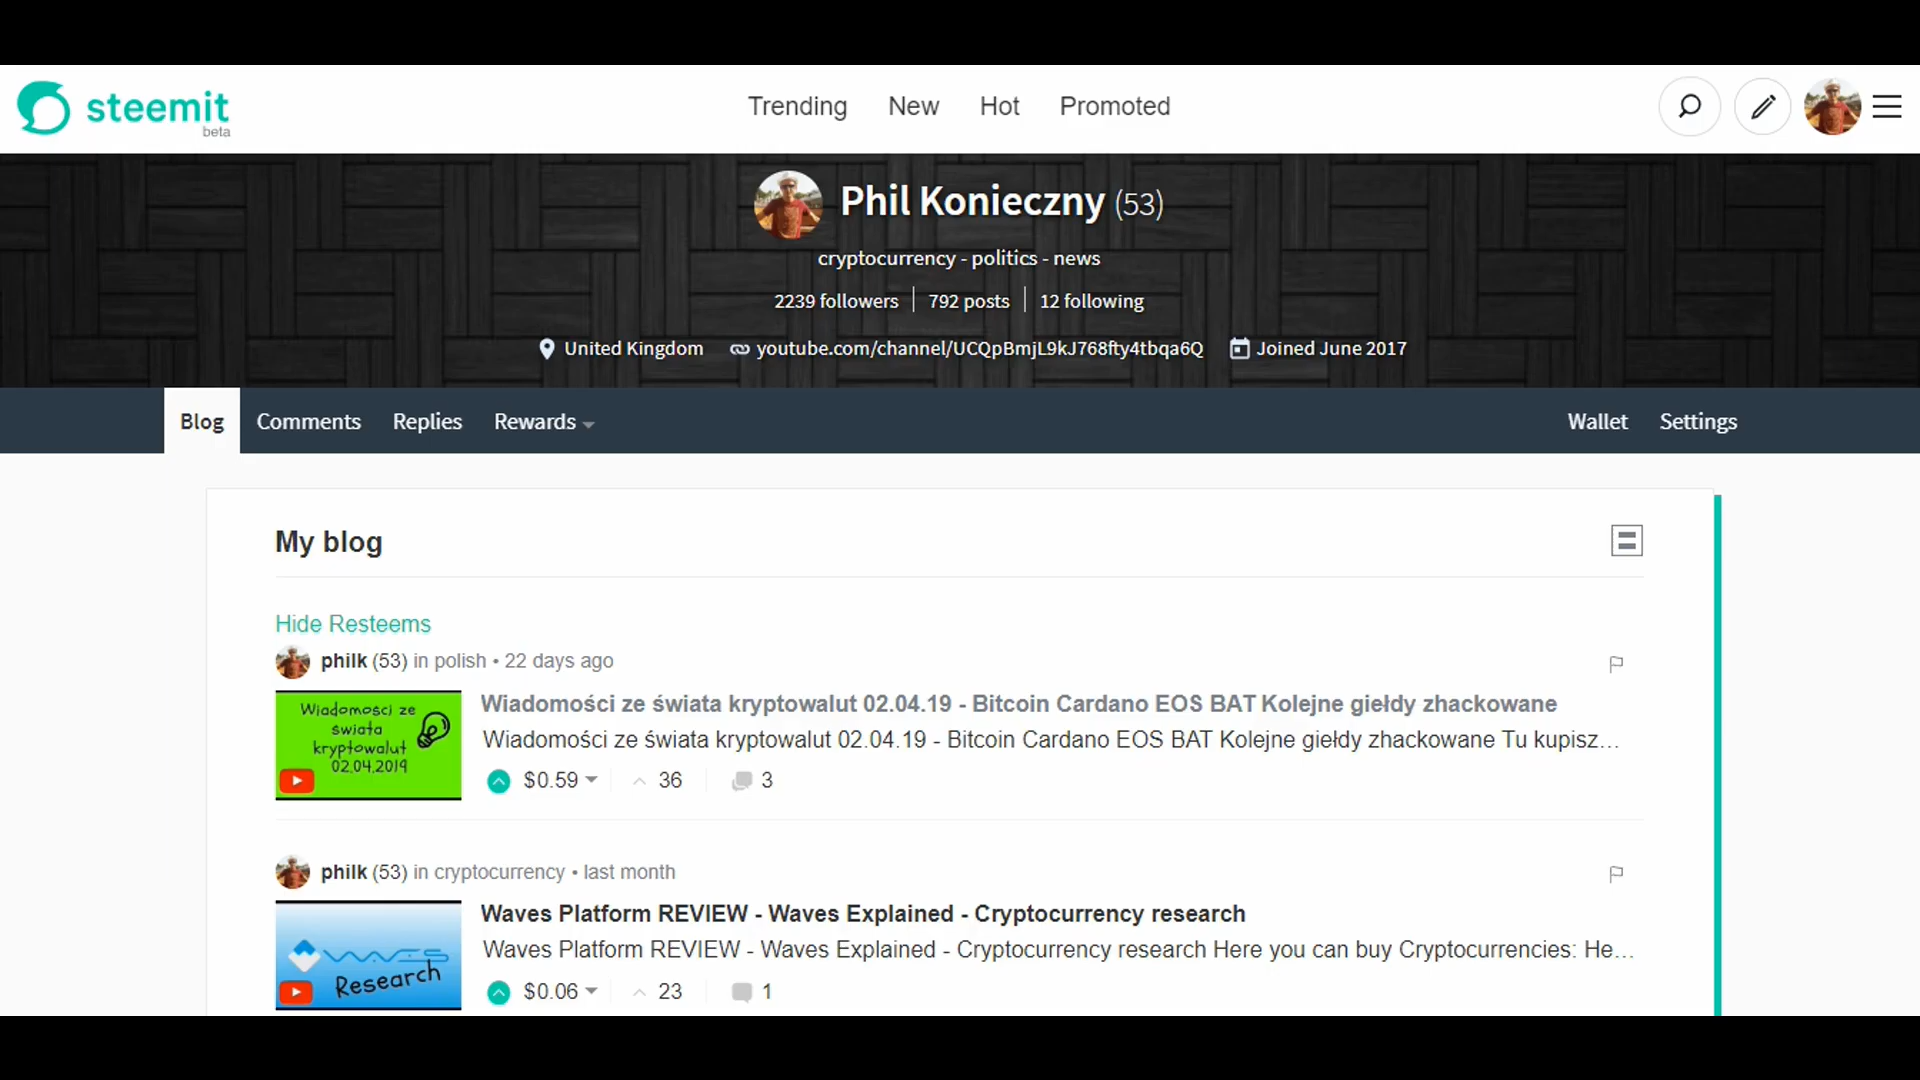 steemit
beta
Trending New Hot Promoted
Phil Konieczny (53)
cryptocurrency - politics - news
2239 followers 792 posts 12 following
United Kingdom youtube.com/channel/UCQpBmjL9kJ768fty4tbqa6Q Joined June 2017
Blog Comments Replies Rewards Wallet Settings
My blog
Hide Resteems
philk (53) in polish • 22 days ago
Wiadomości ze
świata
kryptowalut
02.04.2019
Wiadomości ze świata kryptowalut 02.04.19 - Bitcoin Cardano EOS BAT Kolejne giełdy zhackowane
Wiadomości ze świata kryptowalut 02.04.19 - Bitcoin Cardano EOS BAT Kolejne giełdy zhackowane Tu kupisz...
$0.59 36 3
philk (53) in cryptocurrency • last month
WAVES
Research
Waves Platform REVIEW - Waves Explained - Cryptocurrency research
Waves Platform REVIEW - Waves Explained - Cryptocurrency research Here you can buy Cryptocurrencies: He...
$0.06 23 1